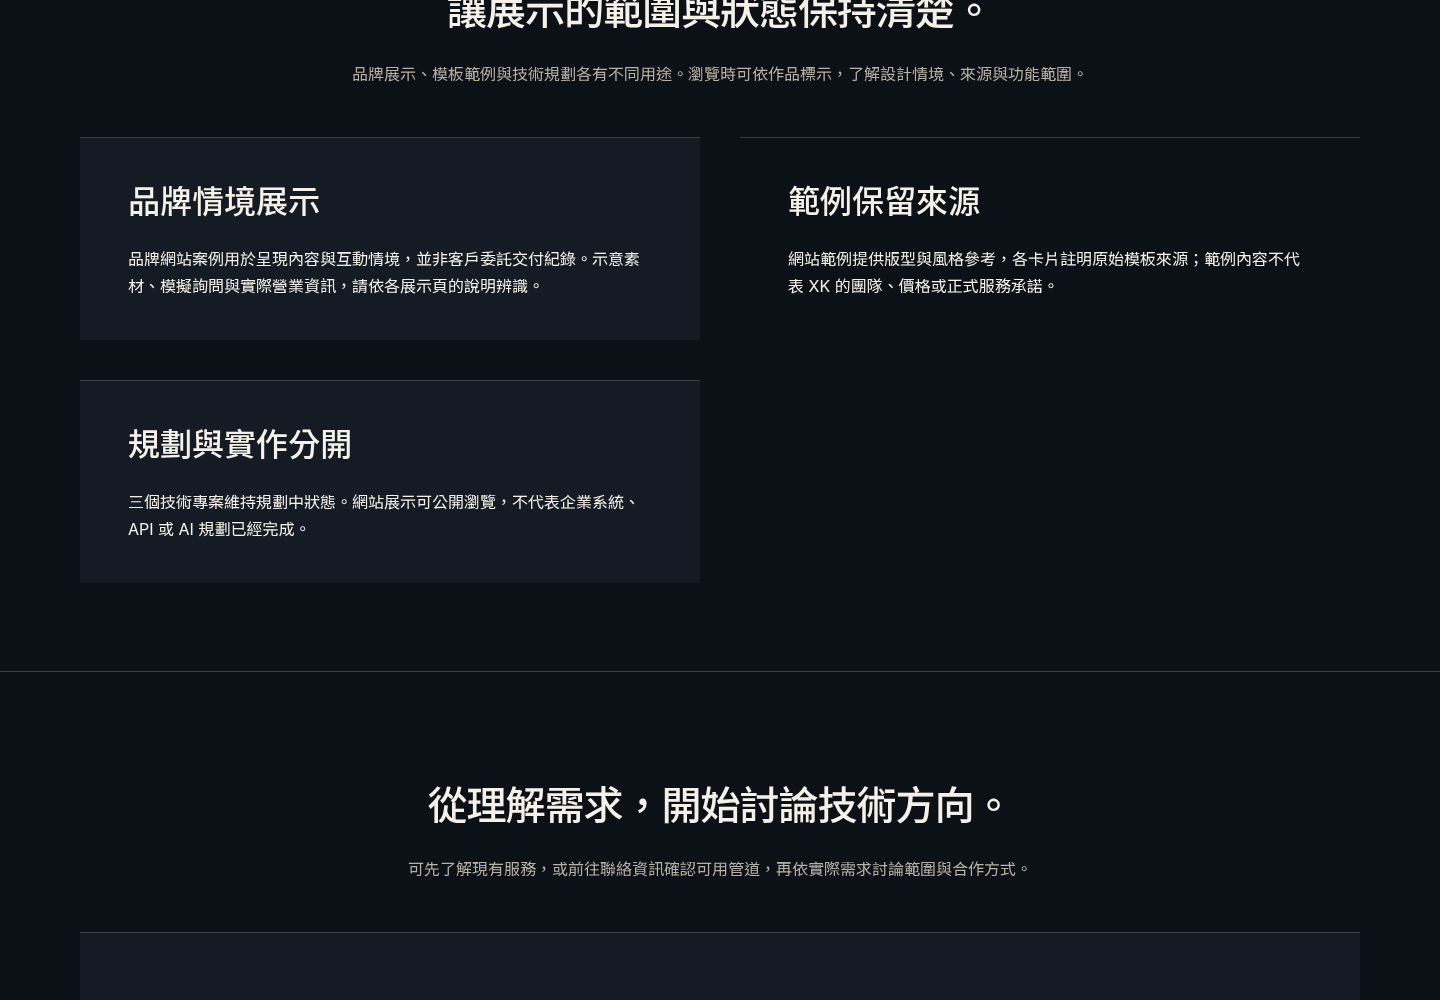 讓展示的範圍與狀態保持清楚。
品牌展示、模板範例與技術規劃各有不同用途。瀏覽時可依作品標示，了解設計情境、來源與功能範圍。
品牌情境展示
品牌網站案例用於呈現內容與互動情境，並非客戶委託交付紀錄。示意素
材、模擬詢問與實際營業資訊，請依各展示頁的說明辨識。
範例保留來源
網站範例提供版型與風格參考，各卡片註明原始模板來源；範例內容不代
表 XK 的團隊、價格或正式服務承諾。
規劃與實作分開
三個技術專案維持規劃中狀態。網站展示可公開瀏覽，不代表企業系統、
API 或 AI 規劃已經完成。
從理解需求，開始討論技術方向。
可先了解現有服務，或前往聯絡資訊確認可用管道，再依實際需求討論範圍與合作方式。